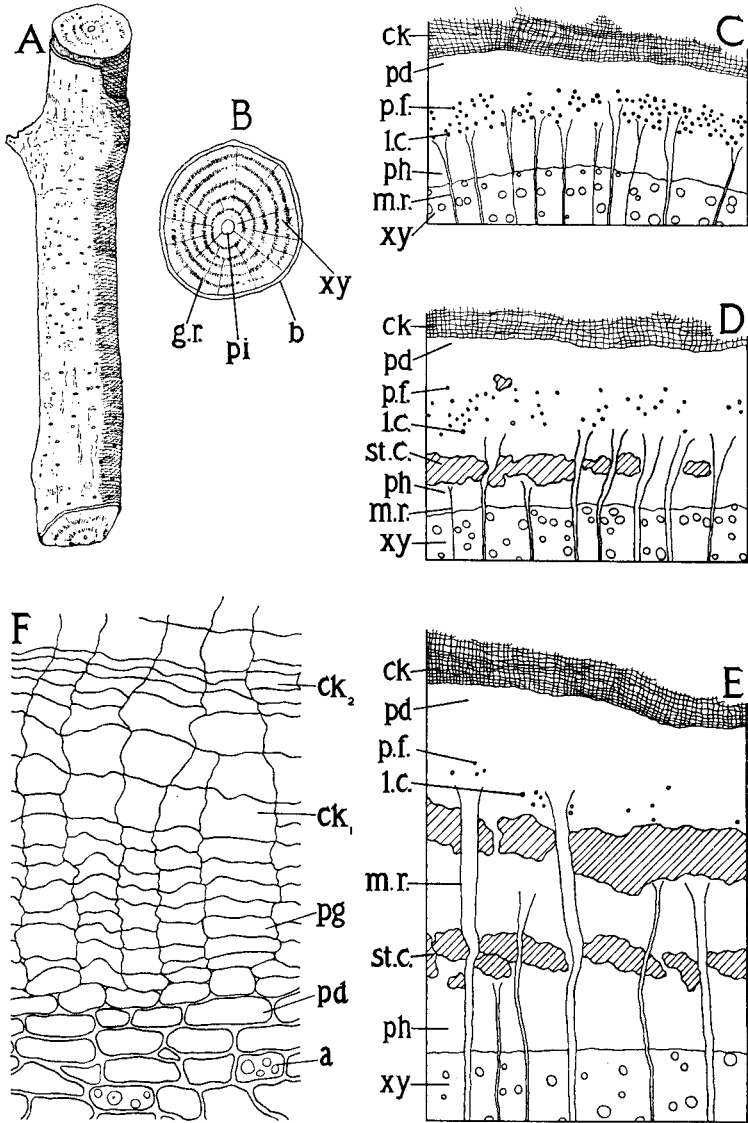 A
B
xy
g.r.
pi
b
C
ck
pd
p.f.
l.c.
ph
m.r.
xy
D
ck
pd
p.f.
l.c.
st.c.
ph
m.r.
xy
E
ck
pd
p.f.
l.c.
m.r.
st.c.
ph
xy
F
ck₂
ck₁
pg
pd
a